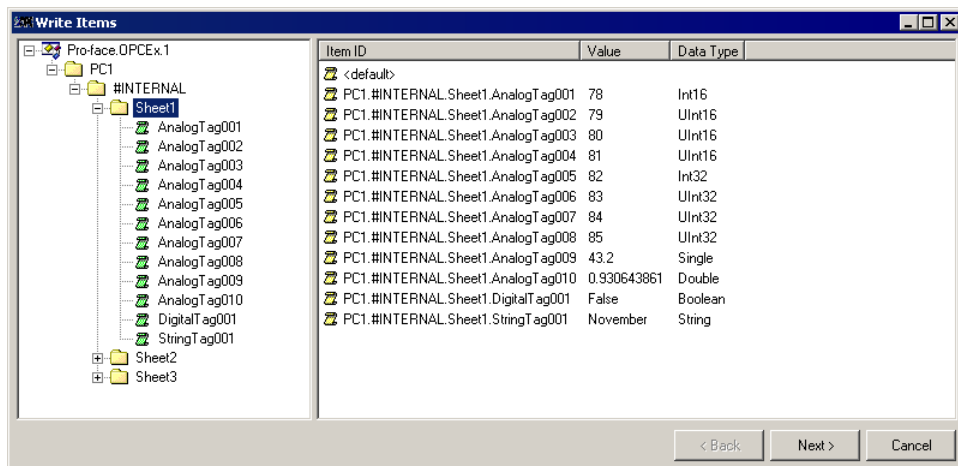 Write Items
Pro-face.OPCEx.1
PC1
#INTERNAL
Sheet1
AnalogTag001
AnalogTag002
AnalogTag003
AnalogTag004
AnalogTag005
AnalogTag006
AnalogTag007
AnalogTag008
AnalogTag009
AnalogTag010
DigitalTag001
StringTag001
Sheet2
Sheet3
Item ID Value Data Type
<default>
PC1.#INTERNAL.Sheet1.AnalogTag001 78 Int16
PC1.#INTERNAL.Sheet1.AnalogTag002 79 UInt16
PC1.#INTERNAL.Sheet1.AnalogTag003 80 UInt16
PC1.#INTERNAL.Sheet1.AnalogTag004 81 UInt16
PC1.#INTERNAL.Sheet1.AnalogTag005 82 Int32
PC1.#INTERNAL.Sheet1.AnalogTag006 83 UInt32
PC1.#INTERNAL.Sheet1.AnalogTag007 84 UInt32
PC1.#INTERNAL.Sheet1.AnalogTag008 85 UInt32
PC1.#INTERNAL.Sheet1.AnalogTag009 43.2 Single
PC1.#INTERNAL.Sheet1.AnalogTag010 0.930643861 Double
PC1.#INTERNAL.Sheet1.DigitalTag001 False Boolean
PC1.#INTERNAL.Sheet1.StringTag001 November String
< Back Next > Cancel